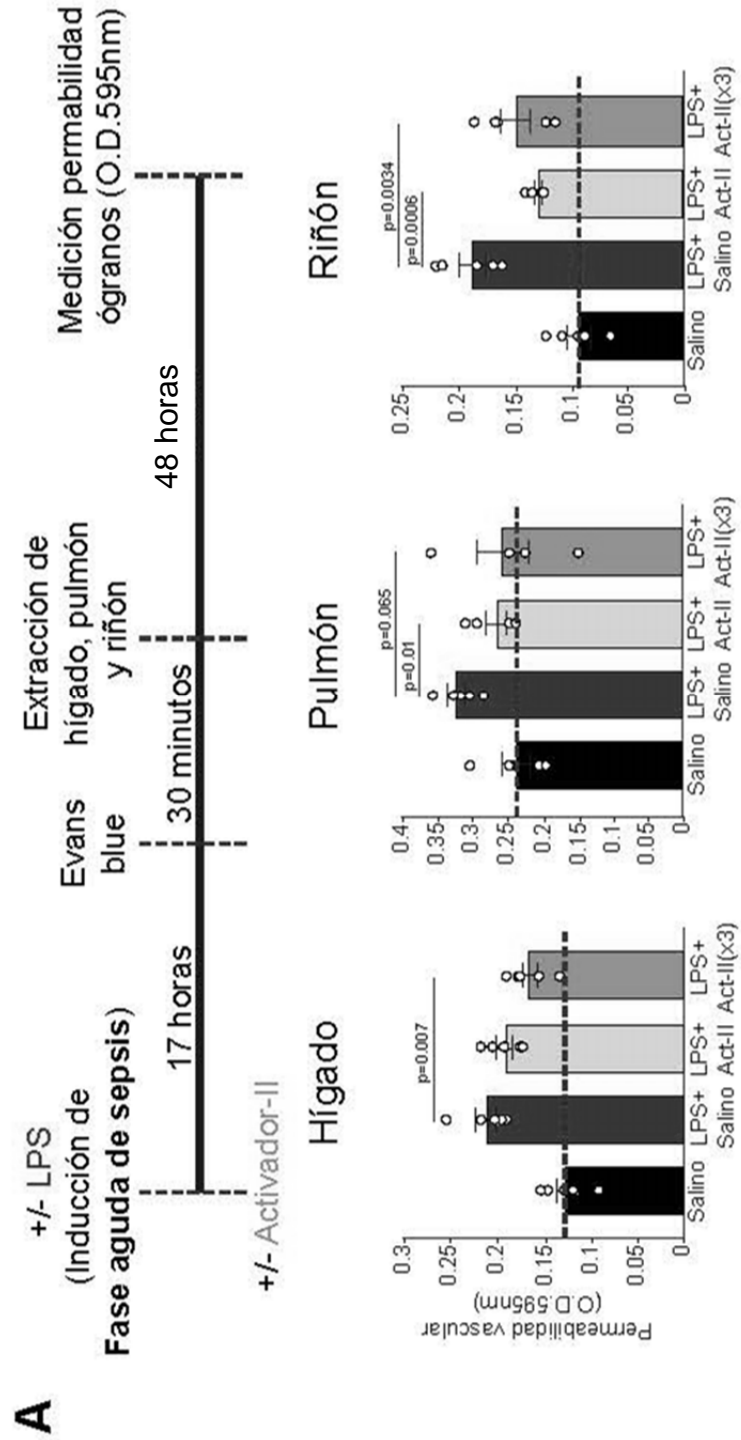 A
+/- LPS
(Inducción de
Fase aguda de sepsis)
Evans
blue
Extracción de
hígado, pulmón
y riñón
Medición permabilidad
ógranos (O.D.595nm)
17 horas
30 minutos
48 horas
+/- Activador-II
Hígado
Permeabilidad vascular
(O.D.595nm)
0.3
0.25
0.2
0.15
0.1
0.05
0
p=0.007
Salino
LPS+
Salino
LPS+
Act-II
LPS+
Act-II(x3)
Pulmón
0.4
0.35
0.3
0.25
0.2
0.15
0.1
0.05
0
p=0.065
p=0.01
Salino
LPS+
Salino
LPS+
Act-II
LPS+
Act-II(x3)
Riñón
0.25
0.2
0.15
0.1
0.05
0
p=0.0034
p=0.0006
Salino
LPS+
Salino
LPS+
Act-II
LPS+
Act-II(x3)